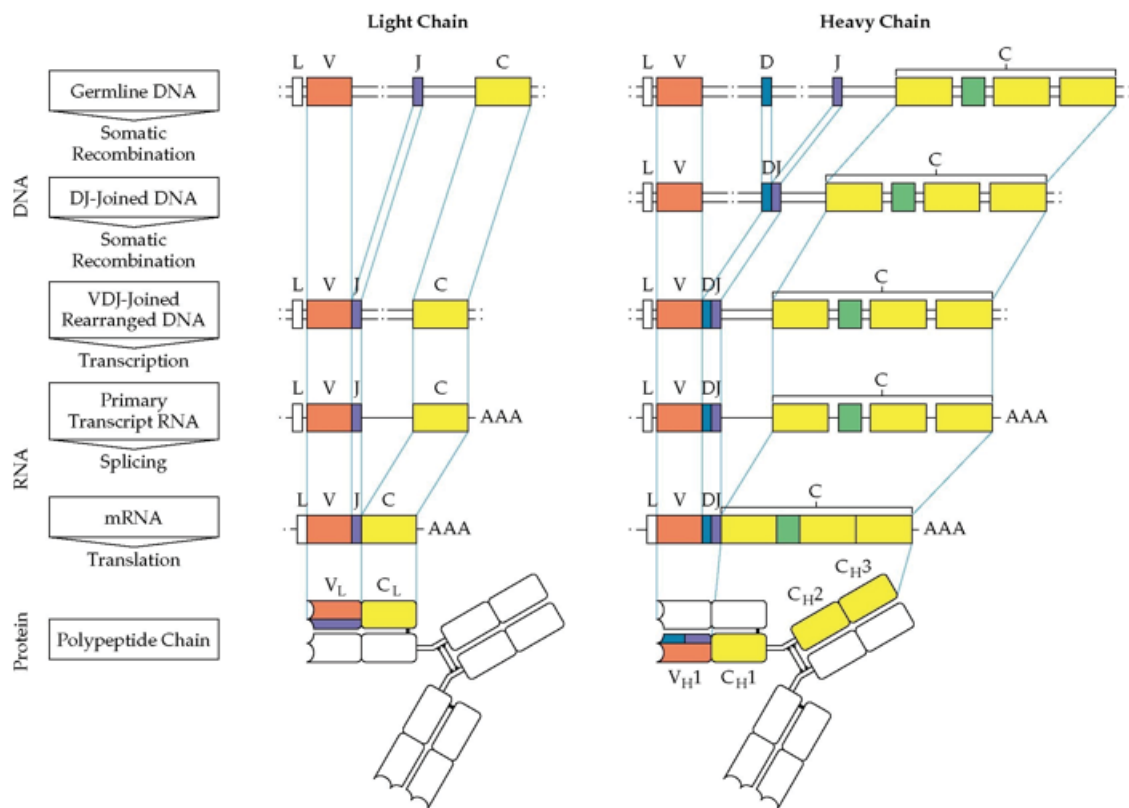 Light Chain Heavy Chain
L V J C L V D J C
Germline DNA
Somatic
Recombination
L V DJ C
DJ-Joined DNA
Somatic
Recombination
L V J C L V DJ C
VDJ-Joined
Rearranged DNA
Transcription
L V J C L V DJ C
Primary
Transcript RNA
AAA AAA
Splicing
L V J C L V DJ C
mRNA
AAA AAA
Translation
VL CL CH2 CH3
Polypeptide Chain
VH1 CH1
DNA
RNA
Protein